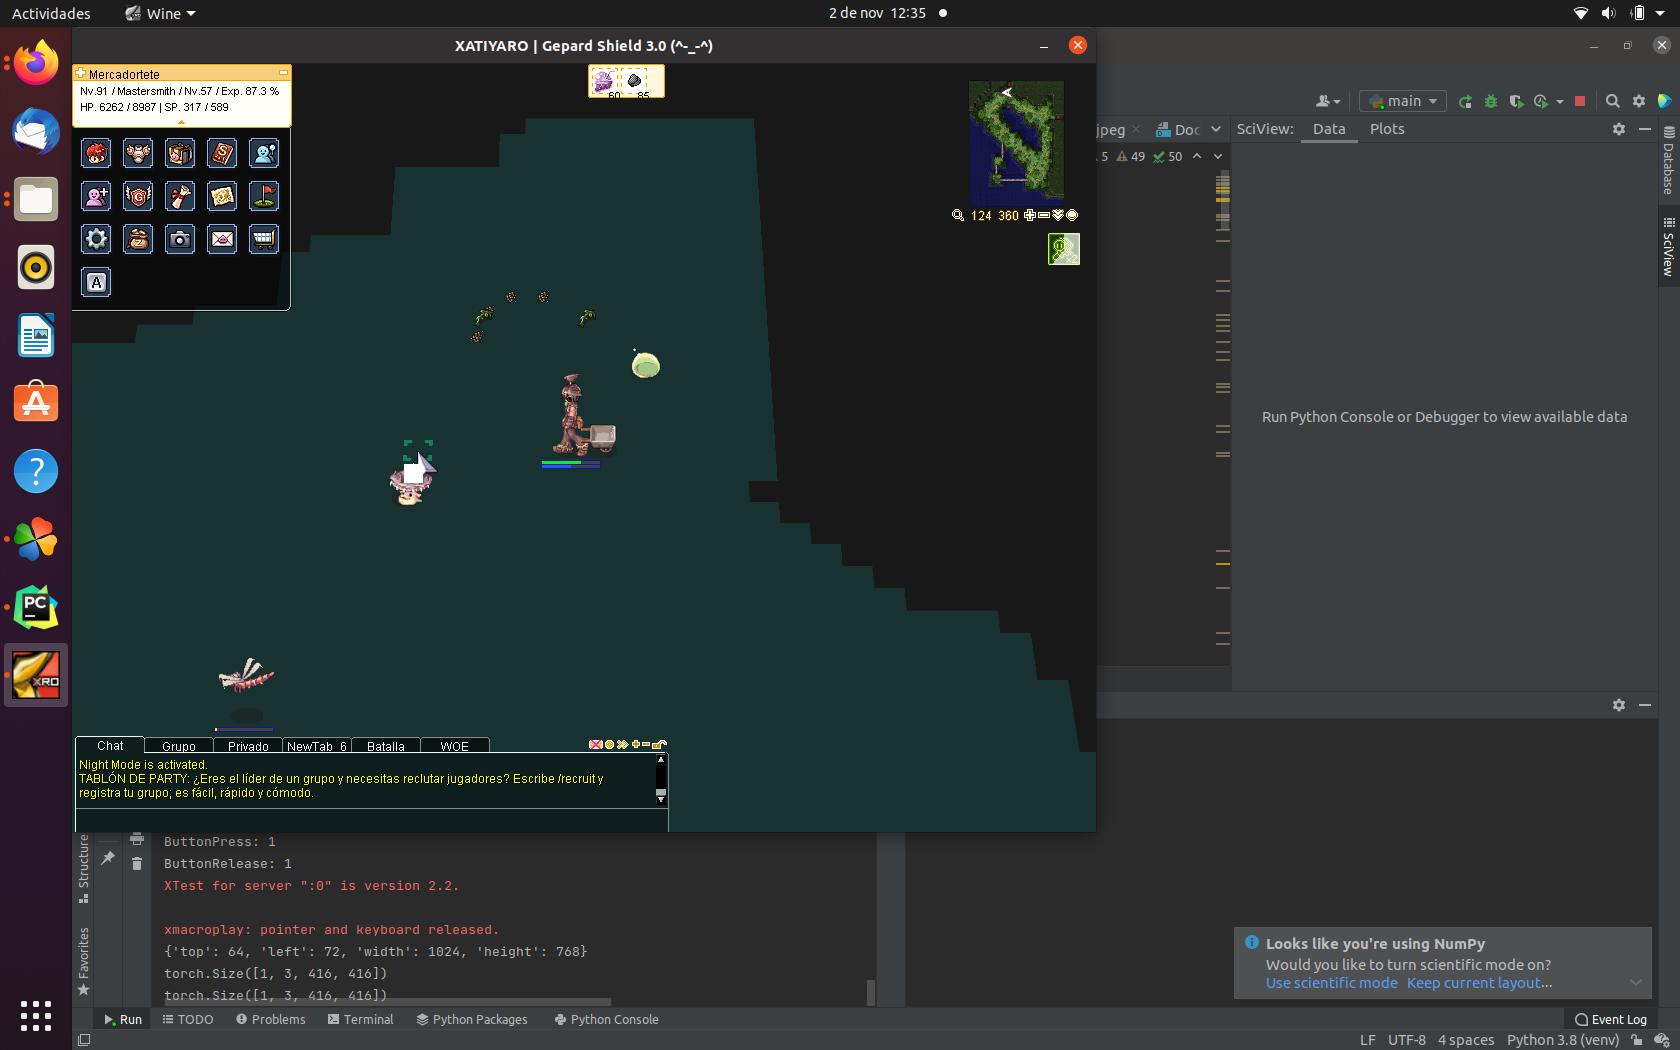 Actividades
Wine
2 de nov 12:35
XATIYARO | Gepard Shield 3.0 (^-_-^)
Mercadortete
Nv.91 / Mastersmith / Nv.57 / Exp. 87.3 %
HP. 6262 / 8987 | SP. 317 / 589
60 85
124 360
main
jpeg
Doc
SciView:
Data
Plots
5
49
50
Database
SciView
Run Python Console or Debugger to view available data
Chat
Grupo
Privado
NewTab_6
Batalla
WOE
Night Mode is activated.
TABLÓN DE PARTY: ¿Eres el líder de un grupo y necesitas reclutar jugadores? Escribe /recruit y
registra tu grupo; es fácil, rápido y cómodo.
ButtonPress: 1
ButtonRelease: 1
XTest for server ":0" is version 2.2.
xmacroplay: pointer and keyboard released.
{'top': 64, 'left': 72, 'width': 1024, 'height': 768}
torch.Size([1, 3, 416, 416])
torch.Size([1, 3, 416, 416])
Structure
Favorites
PC
XRO
A
Looks like you're using NumPy
Would you like to turn scientific mode on?
Use scientific mode Keep current layout...
Run
TODO
Problems
Terminal
Python Packages
Python Console
Event Log
LF UTF-8 4 spaces Python 3.8 (venv)